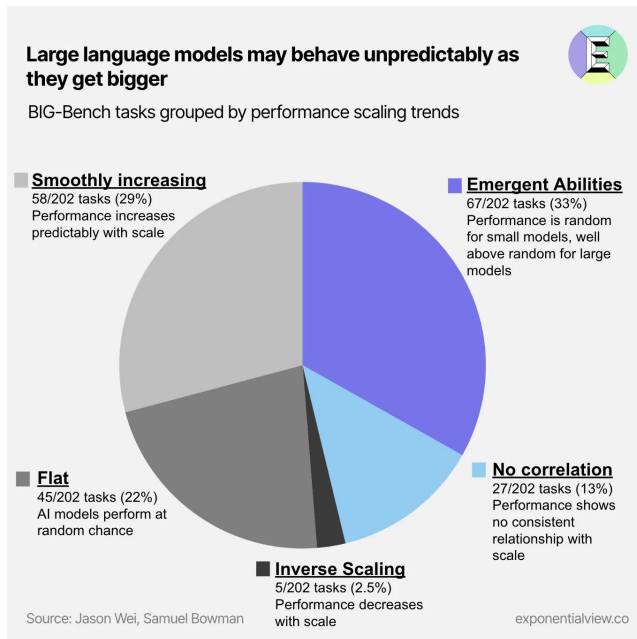 Large language models may behave unpredictably as
they get bigger
E
BIG-Bench tasks grouped by performance scaling trends
Smoothly increasing
58/202 tasks (29%)
Performance increases
predictably with scale
Emergent Abilities
67/202 tasks (33%)
Performance is random
for small models, well
above random for large
models
Flat
45/202 tasks (22%)
AI models perform at
random chance
No correlation
27/202 tasks (13%)
Performance shows
no consistent
relationship with
scale
Inverse Scaling
5/202 tasks (2.5%)
Performance decreases
with scale
Source: Jason Wei, Samuel Bowman
exponentialview.co